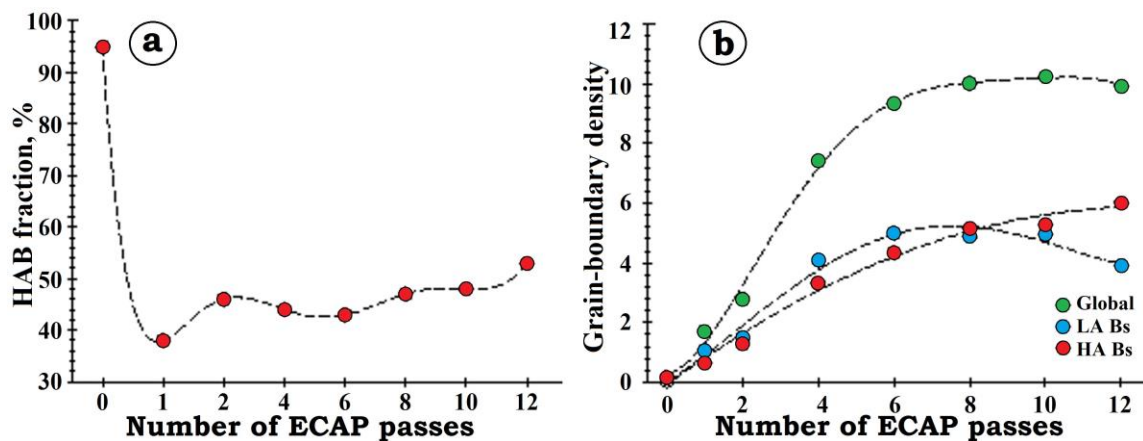 a
HAB fraction, %
100
90
80
70
60
50
40
30
0 1 2 4 6 8 10 12
Number of ECAP passes
b
Grain-boundary density
12
10
8
6
4
2
0
0 2 4 6 8 10 12
Number of ECAP passes
Global
LA Bs
HA Bs